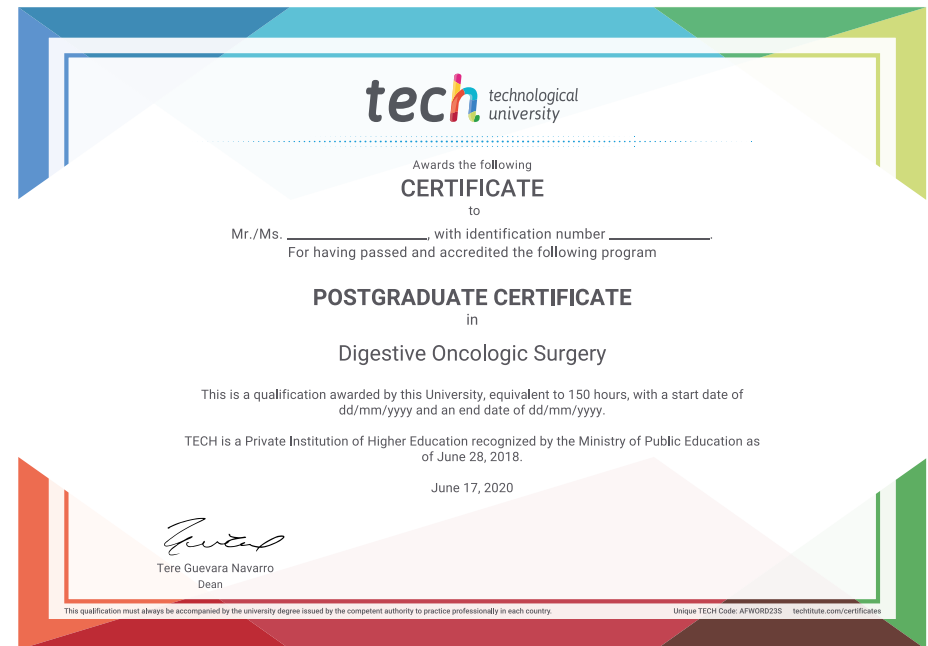 tech technological
university
Awards the following
CERTIFICATE
to
Mr./Ms. ____________________, with identification number ______________.
For having passed and accredited the following program
POSTGRADUATE CERTIFICATE
in
Digestive Oncologic Surgery
This is a qualification awarded by this University, equivalent to 150 hours, with a start date of
dd/mm/yyyy and an end date of dd/mm/yyyy.
TECH is a Private Institution of Higher Education recognized by the Ministry of Public Education as
of June 28, 2018.
June 17, 2020
Tere Guevara Navarro
Dean
This qualification must always be accompanied by the university degree issued by the competent authority to practice professionally in each country. Unique TECH Code: AFWORD23S techtitute.com/certificates